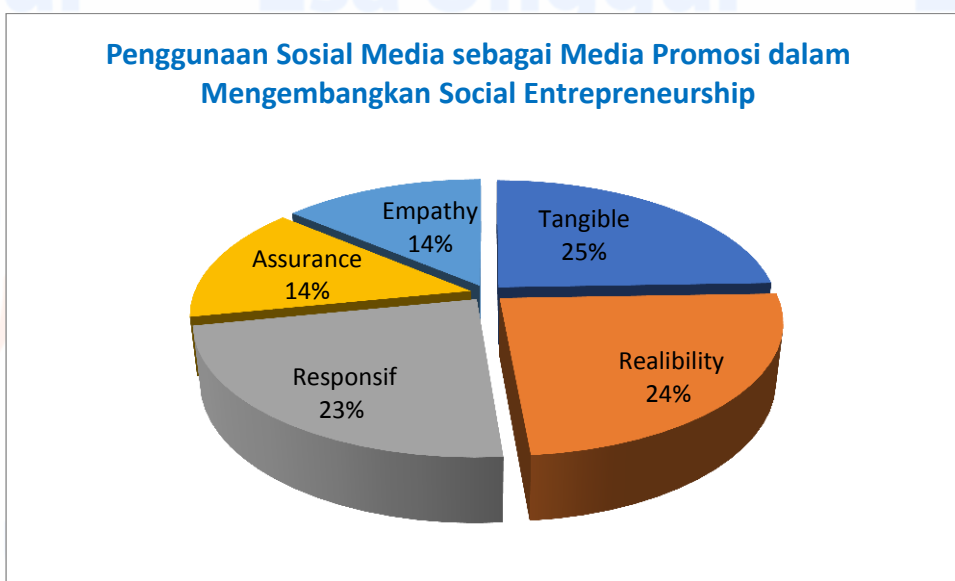 Penggunaan Sosial Media sebagai Media Promosi dalam
Mengembangkan Social Entrepreneurship
Empathy
14%
Tangible
25%
Assurance
14%
Realibility
24%
Responsif
23%